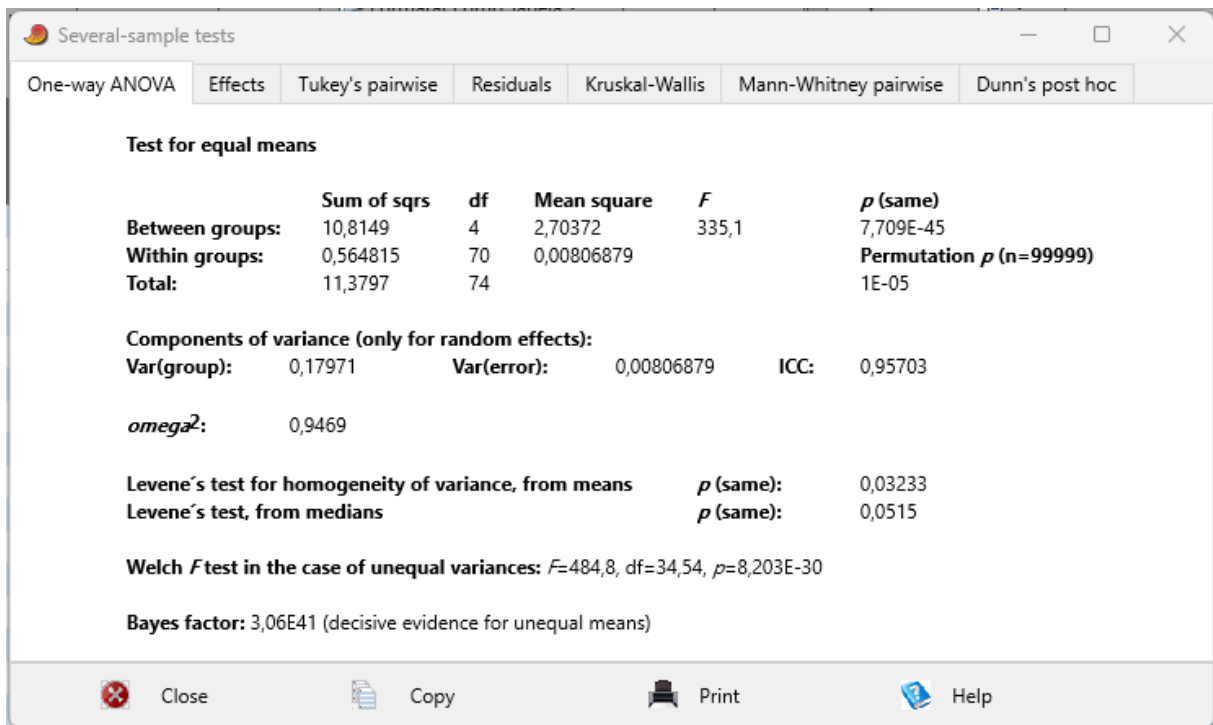 Several-sample tests
One-way ANOVA Effects Tukey's pairwise Residuals Kruskal-Wallis Mann-Whitney pairwise Dunn's post hoc
Test for equal means
Sum of sqrs df Mean square F p (same)
Between groups: 10,8149 4 2,70372 335,1 7,709E-45
Within groups: 0,564815 70 0,00806879 Permutation p (n=99999)
Total: 11,3797 74 1E-05
Components of variance (only for random effects):
Var(group): 0,17971 Var(error): 0,00806879 ICC: 0,95703
omega2: 0,9469
Levene´s test for homogeneity of variance, from means p (same): 0,03233
Levene´s test, from medians p (same): 0,0515
Welch F test in the case of unequal variances: F=484,8, df=34,54, p=8,203E-30
Bayes factor: 3,06E41 (decisive evidence for unequal means)
Close Copy Print Help